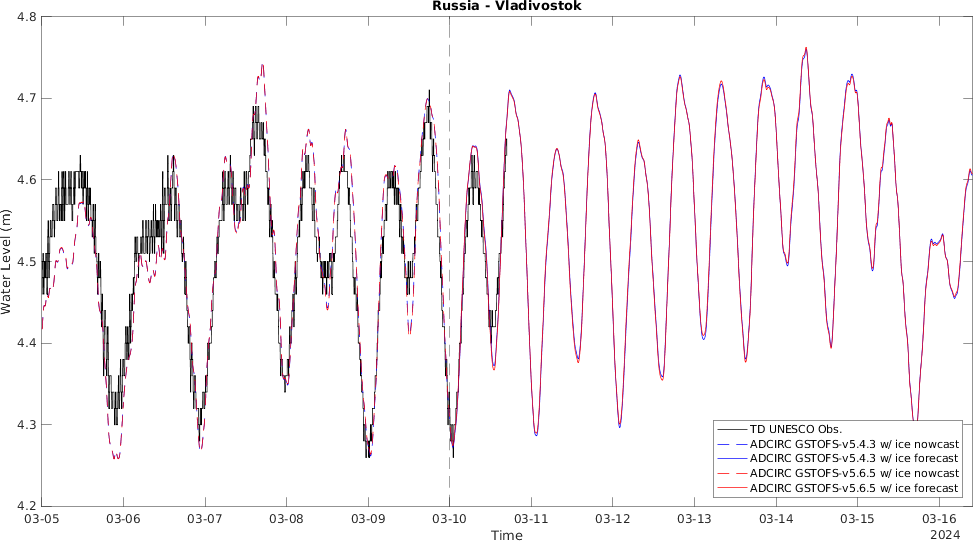 Russia - Vladivostok
4.8
4.7
4.6
4.5
4.4
4.3
4.2
Water Level (m)
TD UNESCO Obs.
ADCIRC GSTOFS-v5.4.3 w/ ice nowcast
ADCIRC GSTOFS-v5.4.3 w/ ice forecast
ADCIRC GSTOFS-v5.6.5 w/ ice nowcast
ADCIRC GSTOFS-v5.6.5 w/ ice forecast
03-05 03-06 03-07 03-08 03-09 03-10 03-11 03-12 03-13 03-14 03-15 03-16
Time
2024